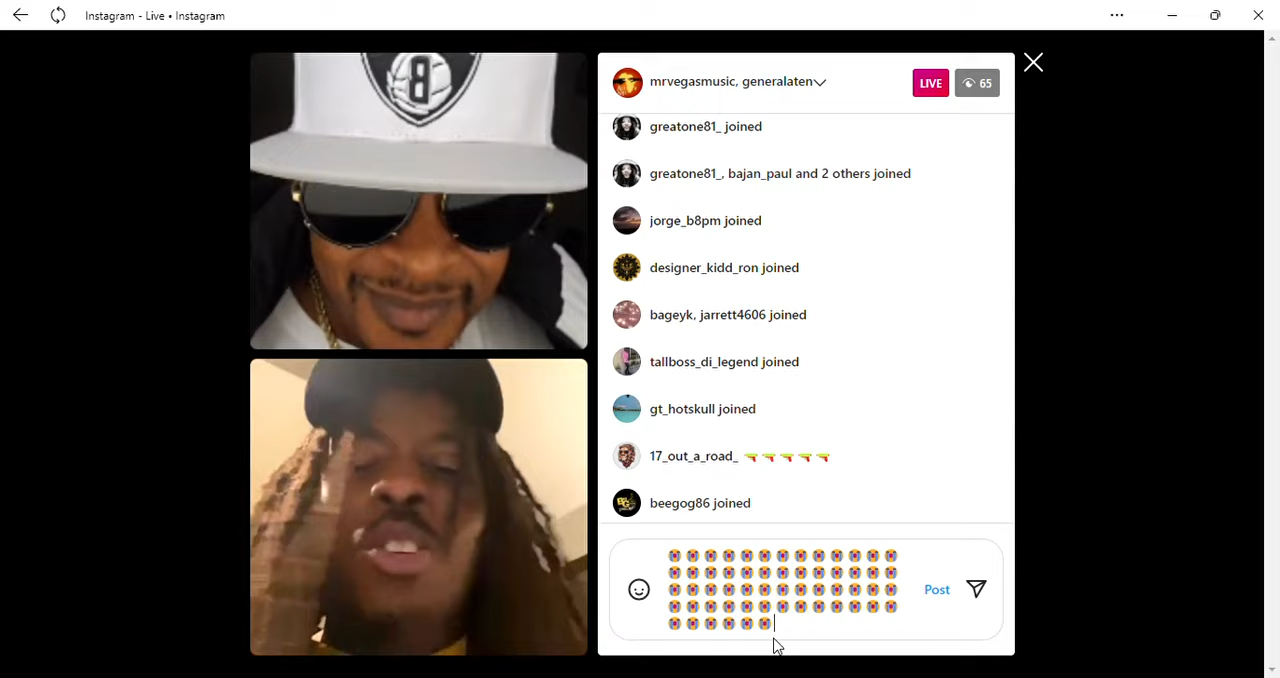 Instagram - Live • Instagram
B
mrvegasmusic, generalaten
LIVE
65
greatone81_ joined
greatone81_, bajan_paul and 2 others joined
jorge_b8pm joined
designer_kidd_ron joined
bageyk, jarrett4606 joined
tallboss_di_legend joined
gt_hotskull joined
17_out_a_road_ 🔫🔫🔫🔫🔫
beegog86 joined
Post